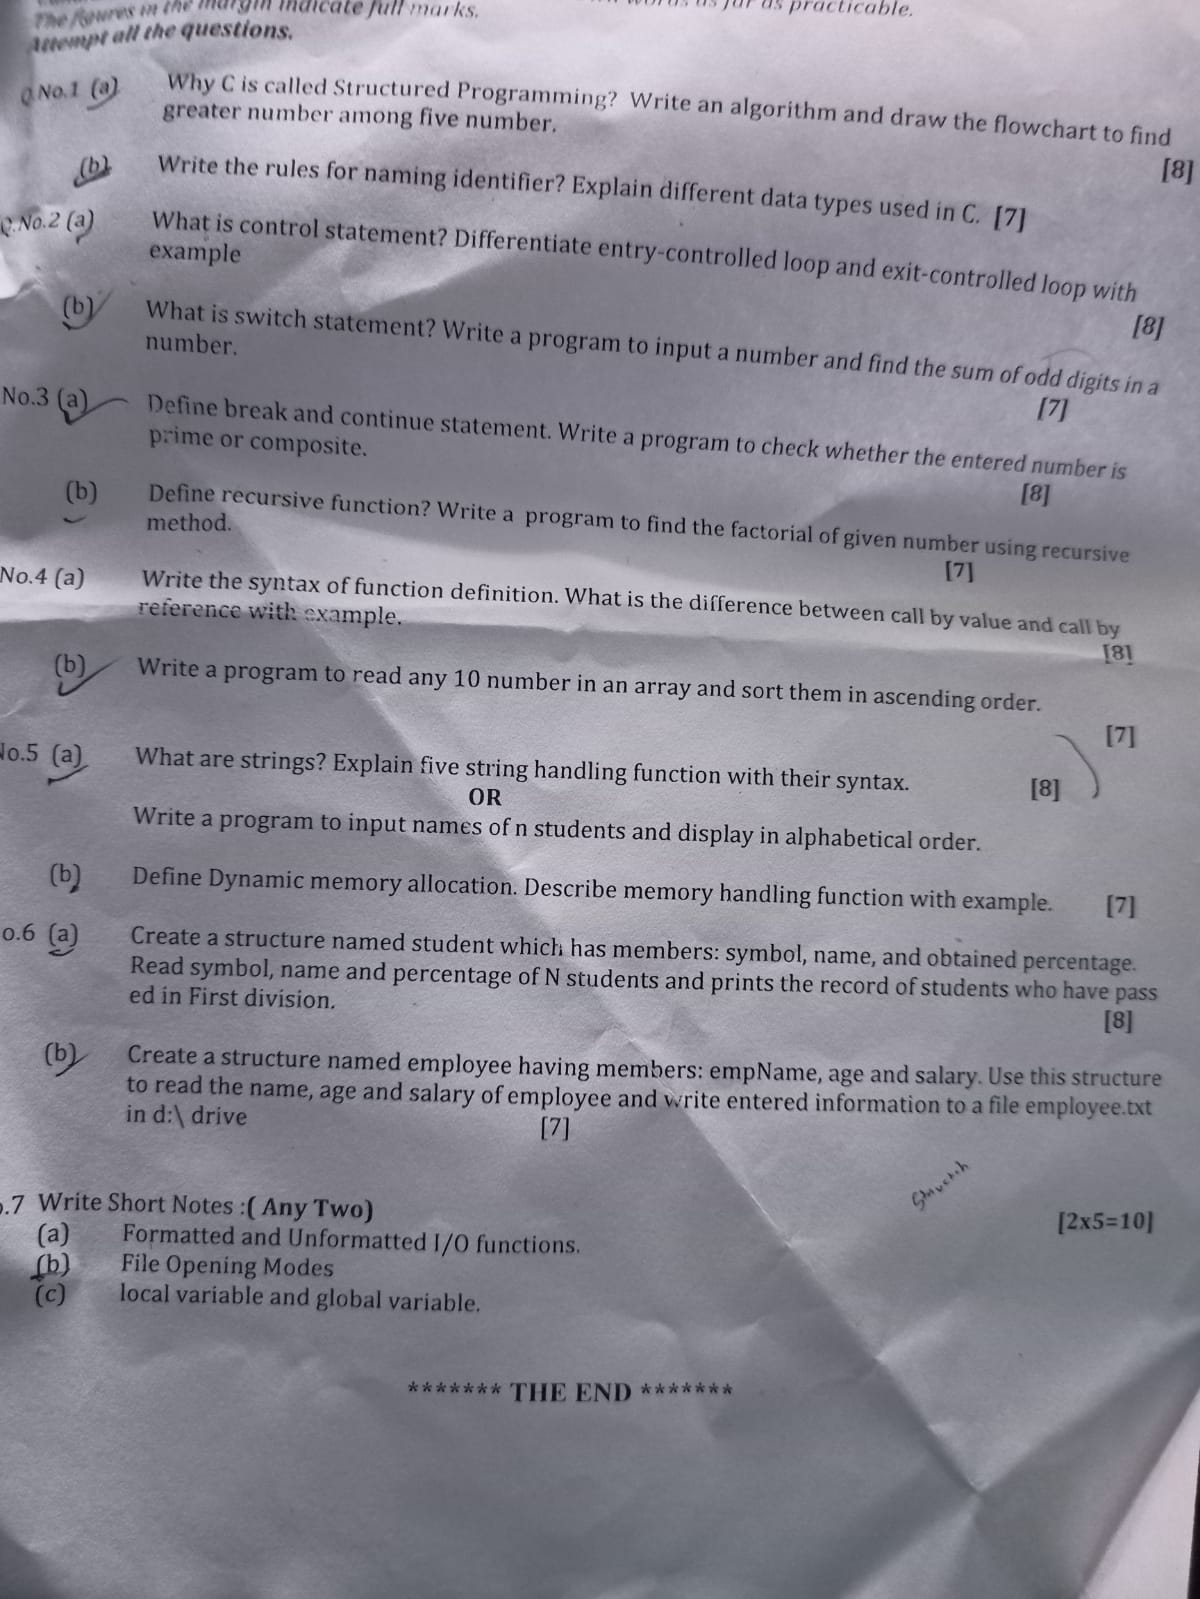 The figures in the margin indicate full marks.
as far as practicable.
Attempt all the questions.
Q.No.1 (a) Why C is called Structured Programming? Write an algorithm and draw the flowchart to find
greater number among five number.
[8]
(b) Write the rules for naming identifier? Explain different data types used in C. [7]
Q.No.2 (a) What is control statement? Differentiate entry-controlled loop and exit-controlled loop with
example
[8]
(b) What is switch statement? Write a program to input a number and find the sum of odd digits in a
number.
[7]
No.3 (a) Define break and continue statement. Write a program to check whether the entered number is
prime or composite.
[8]
(b) Define recursive function? Write a program to find the factorial of given number using recursive
method.
[7]
No.4 (a) Write the syntax of function definition. What is the difference between call by value and call by
reference with example.
[8]
(b) Write a program to read any 10 number in an array and sort them in ascending order.
[7]
No.5 (a) What are strings? Explain five string handling function with their syntax. [8]
OR
Write a program to input names of n students and display in alphabetical order.
(b) Define Dynamic memory allocation. Describe memory handling function with example. [7]
o.6 (a) Create a structure named student which has members: symbol, name, and obtained percentage.
Read symbol, name and percentage of N students and prints the record of students who have pass
ed in First division.
[8]
(b) Create a structure named employee having members: empName, age and salary. Use this structure
to read the name, age and salary of employee and write entered information to a file employee.txt
in d:\ drive
[7]
.7 Write Short Notes :( Any Two)
[2x5=10]
(a) Formatted and Unformatted I/O functions.
(b) File Opening Modes
(c) local variable and global variable.
******* THE END *******